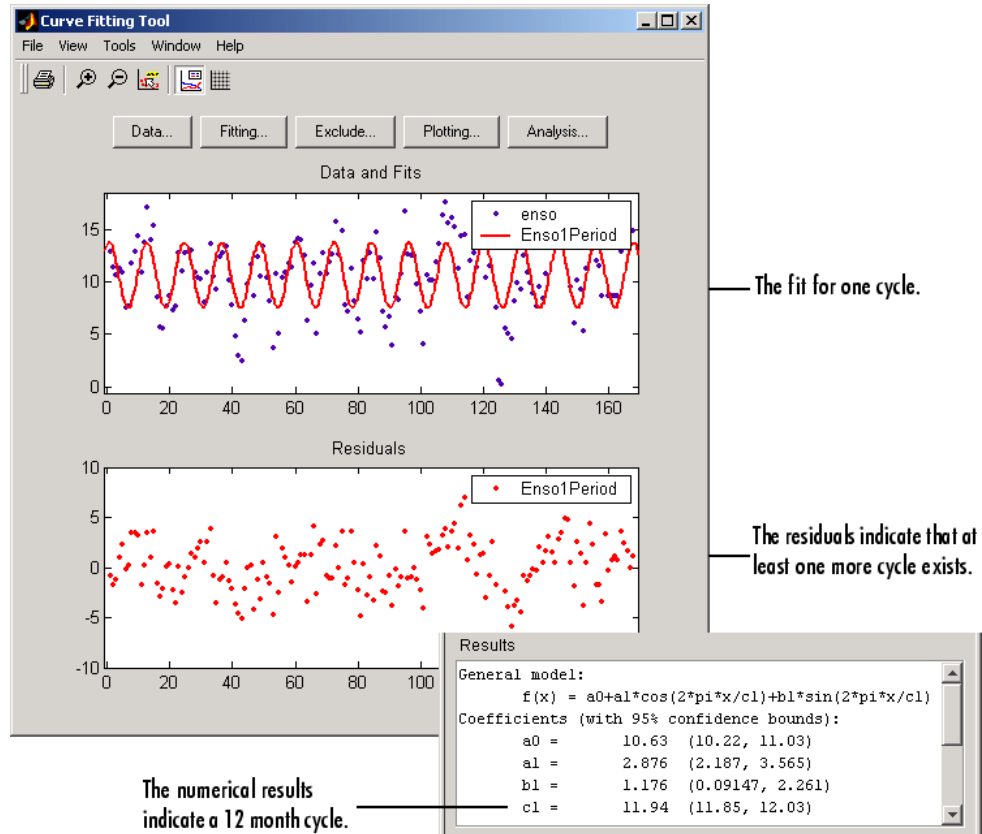 Curve Fitting Tool
File View Tools Window Help
Data... Fitting... Exclude... Plotting... Analysis...
Data and Fits
enso
Enso1Period
15
10
5
0
0 20 40 60 80 100 120 140 160
The fit for one cycle.
Residuals
Enso1Period
10
5
0
-5
-10
0 20 40 60 80 100
The residuals indicate that at
least one more cycle exists.
Results
General model:
f(x) = a0+a1*cos(2*pi*x/c1)+b1*sin(2*pi*x/c1)
Coefficients (with 95% confidence bounds):
a0 = 10.63 (10.22, 11.03)
a1 = 2.876 (2.187, 3.565)
b1 = 1.176 (0.09147, 2.261)
c1 = 11.94 (11.85, 12.03)
The numerical results
indicate a 12 month cycle.